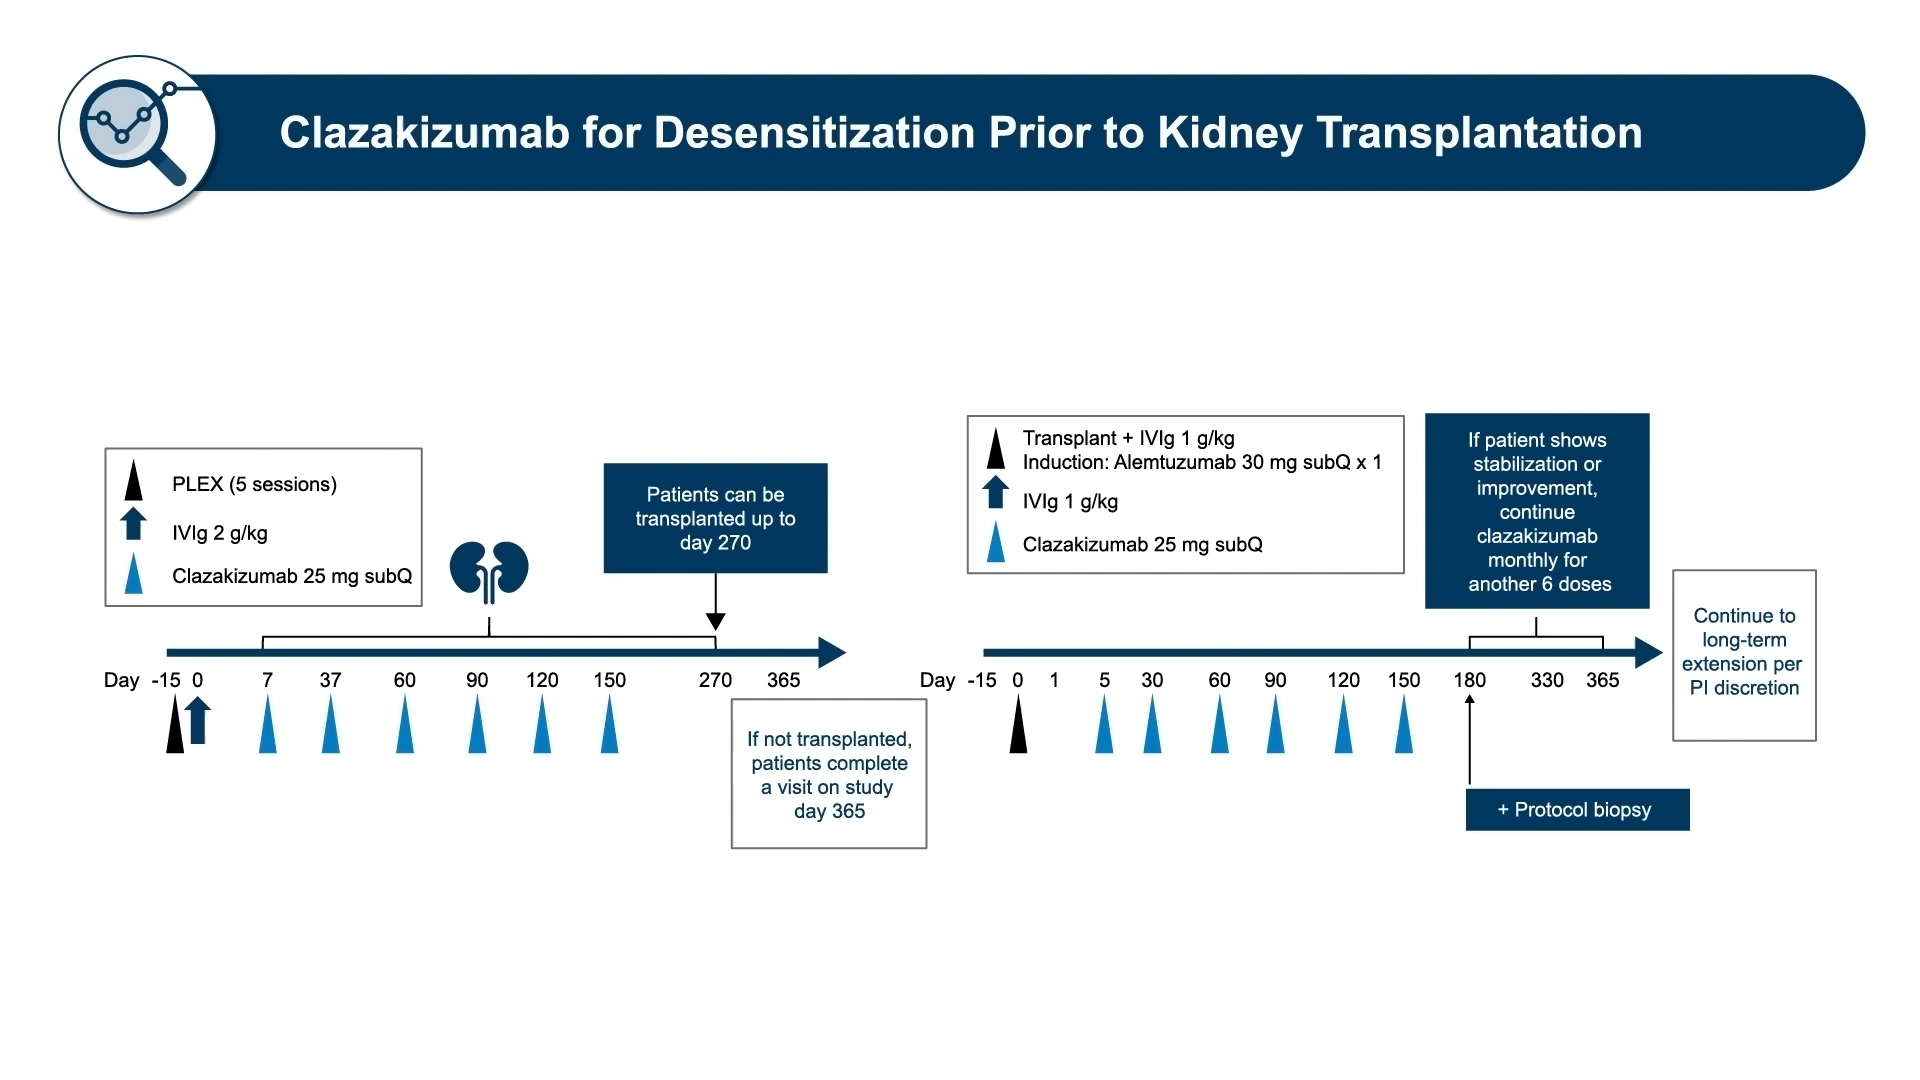 Clazakizumab for Desensitization Prior to Kidney Transplantation
PLEX (5 sessions)
IVIg 2 g/kg
Clazakizumab 25 mg subQ
Patients can be
transplanted up to
day 270
Day -15 0 7 37 60 90 120 150 270 365
If not transplanted,
patients complete
a visit on study
day 365
Transplant + IVIg 1 g/kg
Induction: Alemtuzumab 30 mg subQ x 1
IVIg 1 g/kg
Clazakizumab 25 mg subQ
If patient shows
stabilization or
improvement,
continue
clazakizumab
monthly for
another 6 doses
Day -15 0 1 5 30 60 90 120 150 180 330 365
+ Protocol biopsy
Continue to
long-term
extension per
PI discretion